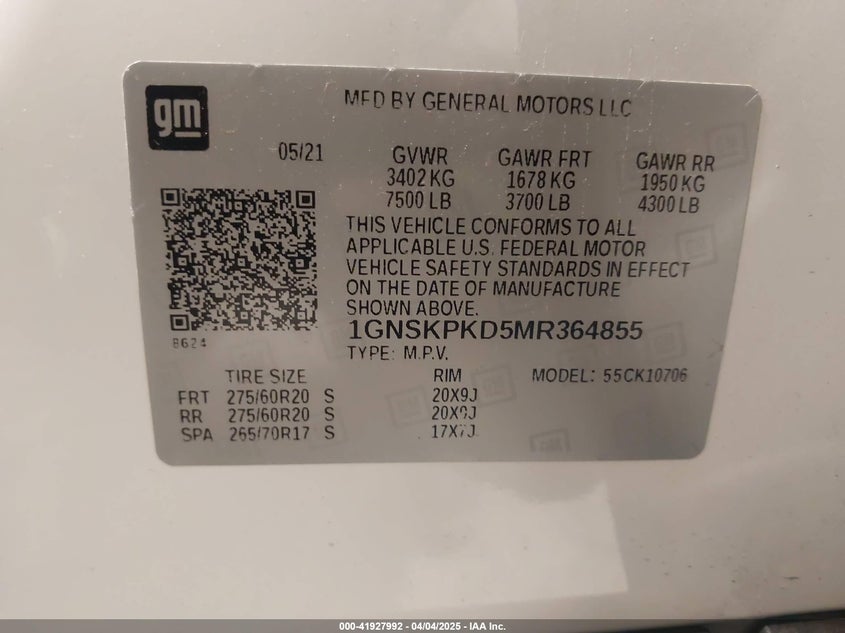 gm
MFD BY GENERAL MOTORS LLC
05/21
GVWR GAWR FRT GAWR RR
3402 KG 1678 KG 1950 KG
7500 LB 3700 LB 4300 LB
THIS VEHICLE CONFORMS TO ALL
APPLICABLE U.S. FEDERAL MOTOR
VEHICLE SAFETY STANDARDS IN EFFECT
ON THE DATE OF MANUFACTURE
SHOWN ABOVE.
1GNSKPKD5MR364855
8624
TYPE: M.P.V.
TIRE SIZE RIM MODEL: 55CK10706
FRT 275/60R20 S 20X9J
RR 275/60R20 S 20X9J
SPA 265/70R17 S 17X7J
000-41927992 - 04/04/2025 - IAA Inc.